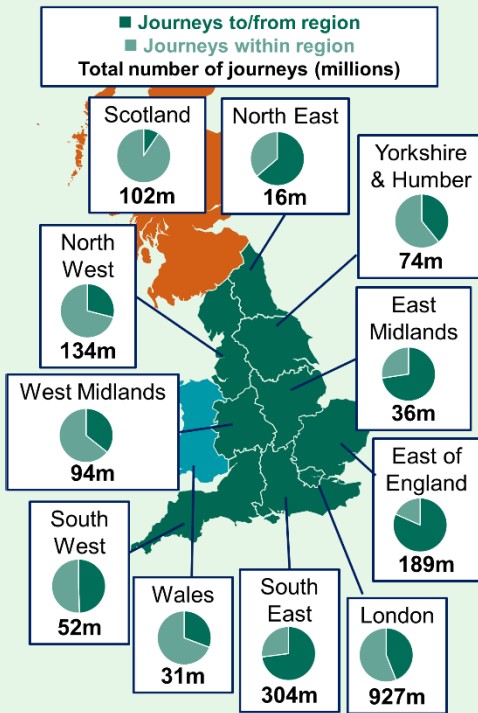 Journeys to/from region
Journeys within region
Total number of journeys (millions)
Scotland
102m
North East
16m
Yorkshire
& Humber
74m
North
West
134m
East
Midlands
36m
West Midlands
94m
East of
England
189m
South
West
52m
Wales
31m
South
East
304m
London
927m